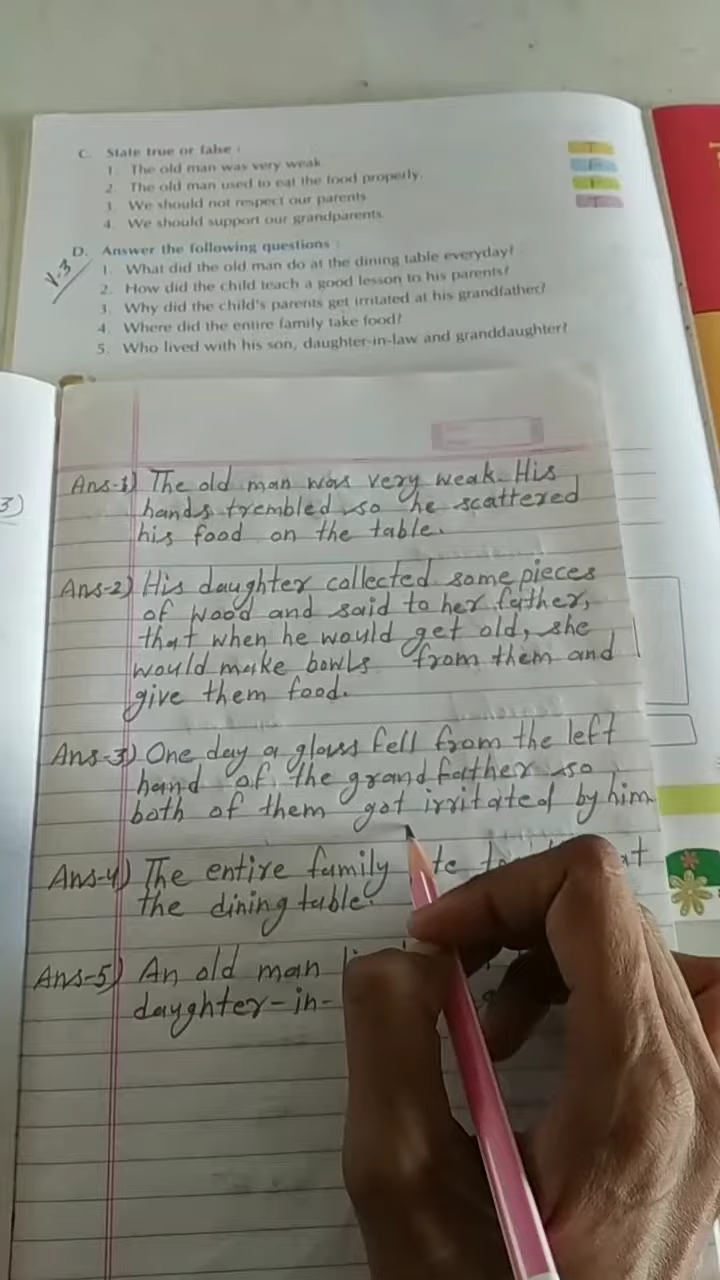 C. State true or false :
1. The old man was very weak. T
2. The old man used to eat the food properly. F
3. We should not respect our parents. F
4. We should support our grandparents. T
V-3
D. Answer the following questions :
1. What did the old man do at the dining table everyday?
2. How did the child teach a good lesson to his parents?
3. Why did the child's parents get irritated at his grandfather?
4. Where did the entire family take food?
5. Who lived with his son, daughter-in-law and granddaughter?
3)
Ans-1) The old man was very weak. His
hands trembled so he scattered
his food on the table.
Ans-2) His daughter collected some pieces
of wood and said to her father,
that when he would get old, she
would make bowls from them and
give them food.
Ans-3) One day a glass fell from the left
hand of the grandfather so
both of them got irritated by him
Ans-4) The entire family at
the dining table.
Ans-5) An old man
daughter-in-